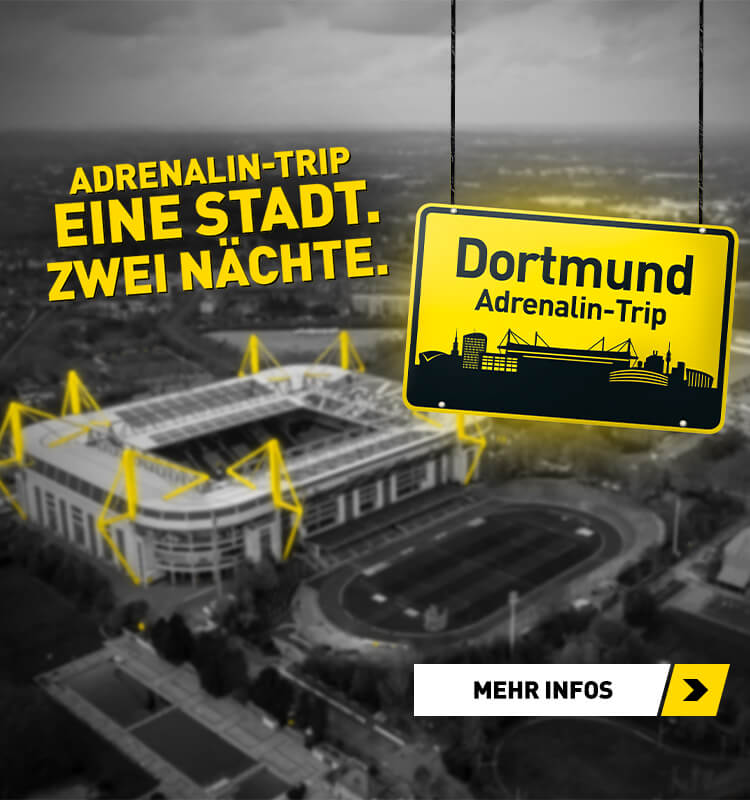 ADRENALIN-TRIP
EINE STADT.
ZWEI NÄCHTE.
Dortmund
Adrenalin-Trip
MEHR INFOS